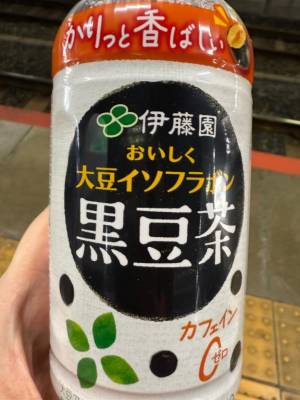 かりっと香ばしい
伊藤園
おいしく
大豆イソフラボン
黒豆茶
カフェイン
0ゼロ